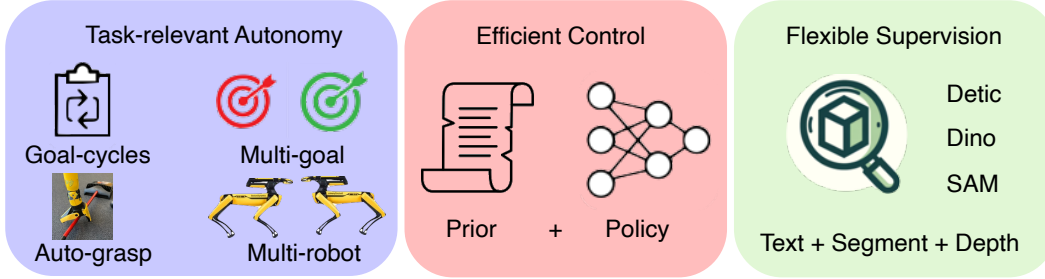 Task-relevant Autonomy
Goal-cycles
Multi-goal
Auto-grasp
Multi-robot
Efficient Control
Prior + Policy
Flexible Supervision
Detic
Dino
SAM
Text + Segment + Depth